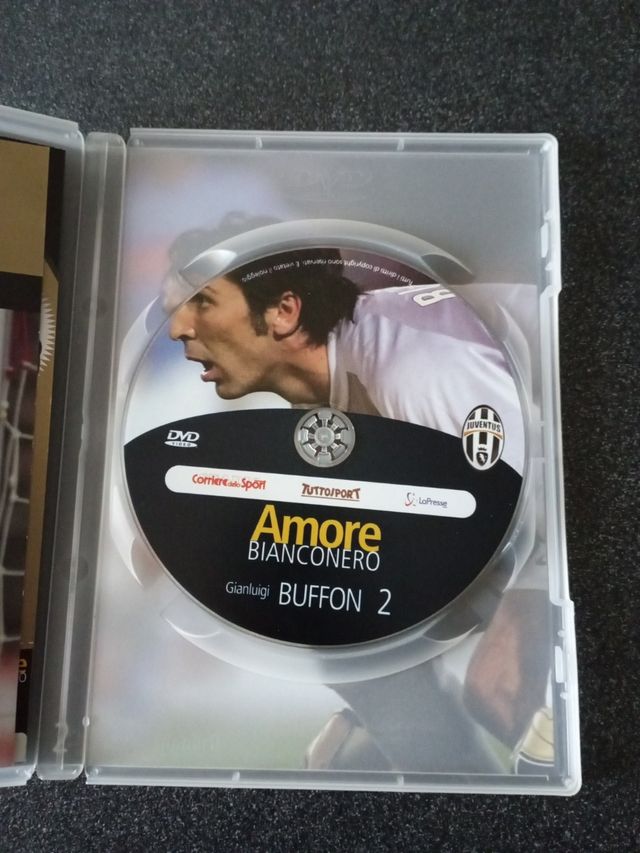 Tutti i diritti di copyright sono riservati. È vietato il noleggio
DVD
VIDEO
JUVENTUS
Corriere dello Sport
TUTTOSPORT
LaPresse
Amore
BIANCONERO
Gianluigi BUFFON 2